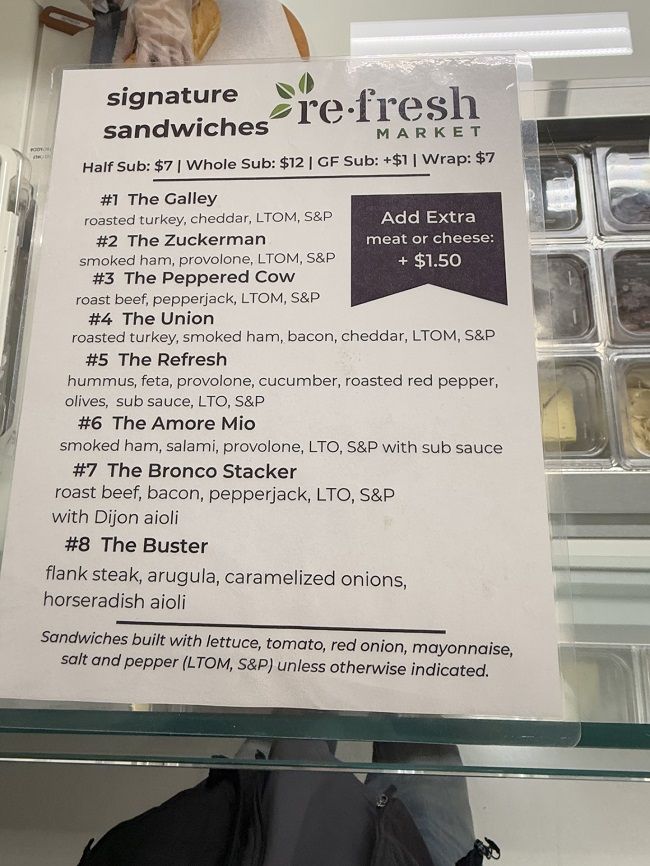 signature
sandwiches
re·fresh
MARKET
Half Sub: $7 | Whole Sub: $12 | GF Sub: +$1 | Wrap: $7
#1 The Galley
roasted turkey, cheddar, LTOM, S&P
#2 The Zuckerman
smoked ham, provolone, LTOM, S&P
#3 The Peppered Cow
roast beef, pepperjack, LTOM, S&P
#4 The Union
roasted turkey, smoked ham, bacon, cheddar, LTOM, S&P
#5 The Refresh
hummus, feta, provolone, cucumber, roasted red pepper,
olives, sub sauce, LTO, S&P
#6 The Amore Mio
smoked ham, salami, provolone, LTO, S&P with sub sauce
#7 The Bronco Stacker
roast beef, bacon, pepperjack, LTO, S&P
with Dijon aioli
#8 The Buster
flank steak, arugula, caramelized onions,
horseradish aioli
Add Extra
meat or cheese:
+ $1.50
Sandwiches built with lettuce, tomato, red onion, mayonnaise,
salt and pepper (LTOM, S&P) unless otherwise indicated.